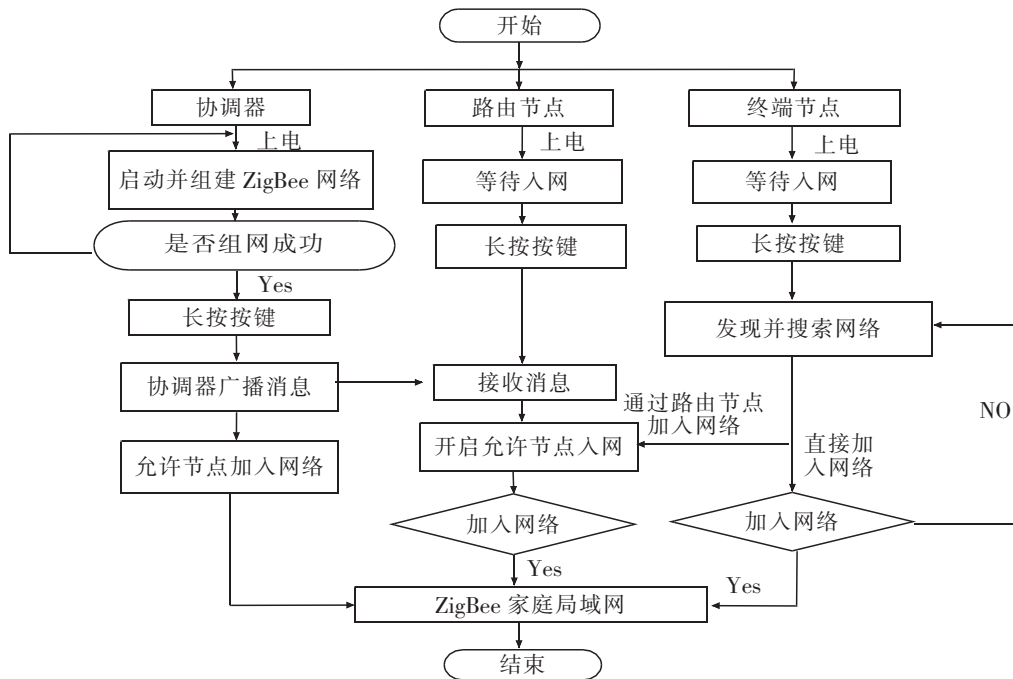 开始
协调器
路由节点
终端节点
上电
上电
上电
启动并组建 ZigBee 网络
等待入网
等待入网
是否组网成功
长按按键
长按按键
Yes
长按按键
发现并搜索网络
协调器广播消息
接收消息
通过路由节点
加入网络
NO
允许节点加入网络
开启允许节点入网
直接加
入网络
加入网络
加入网络
Yes
Yes
ZigBee 家庭局域网
结束